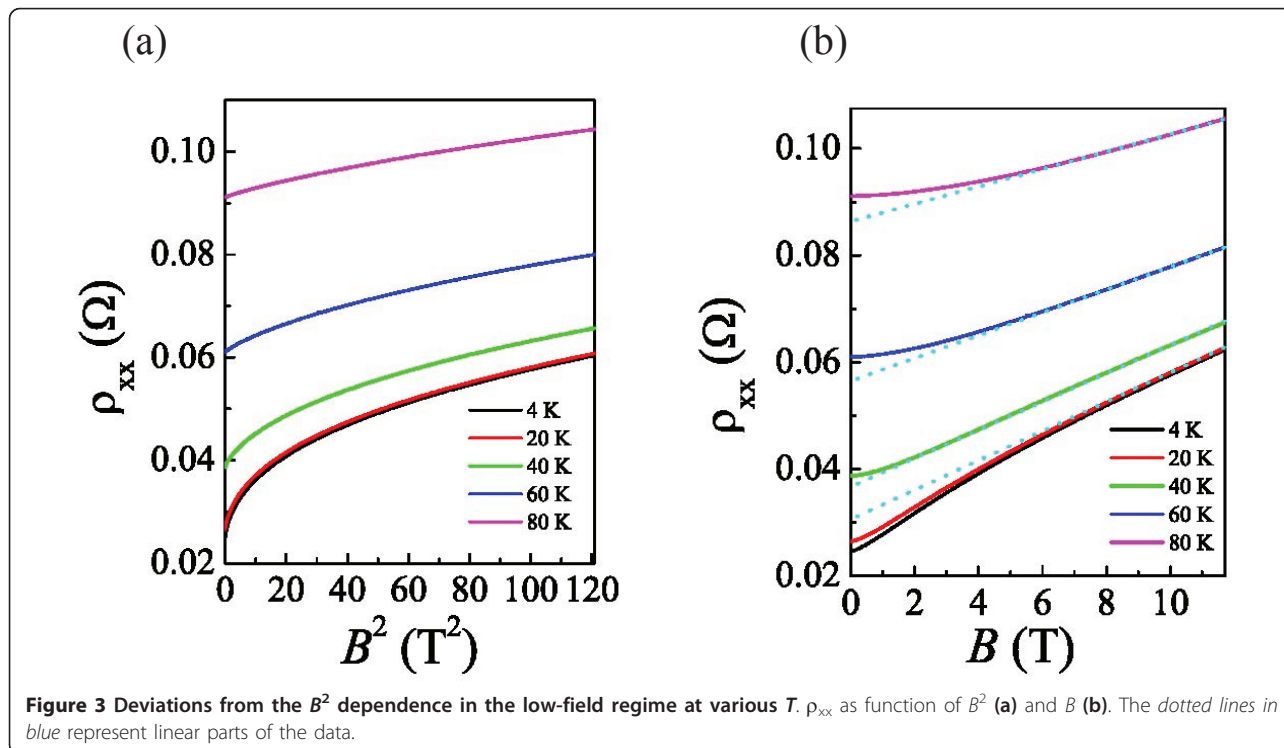 (a)
(b)
0.10
0.08
0.06
0.04
0.02
ρxx (Ω)
4 K
20 K
40 K
60 K
80 K
0 20 40 60 80 100 120
B² (T²)
0.10
0.08
0.06
0.04
0.02
ρxx (Ω)
4 K
20 K
40 K
60 K
80 K
0 2 4 6 8 10
B (T)
Figure 3 Deviations from the B² dependence in the low-field regime at various T. ρxx as function of B² (a) and B (b). The dotted lines in
blue represent linear parts of the data.